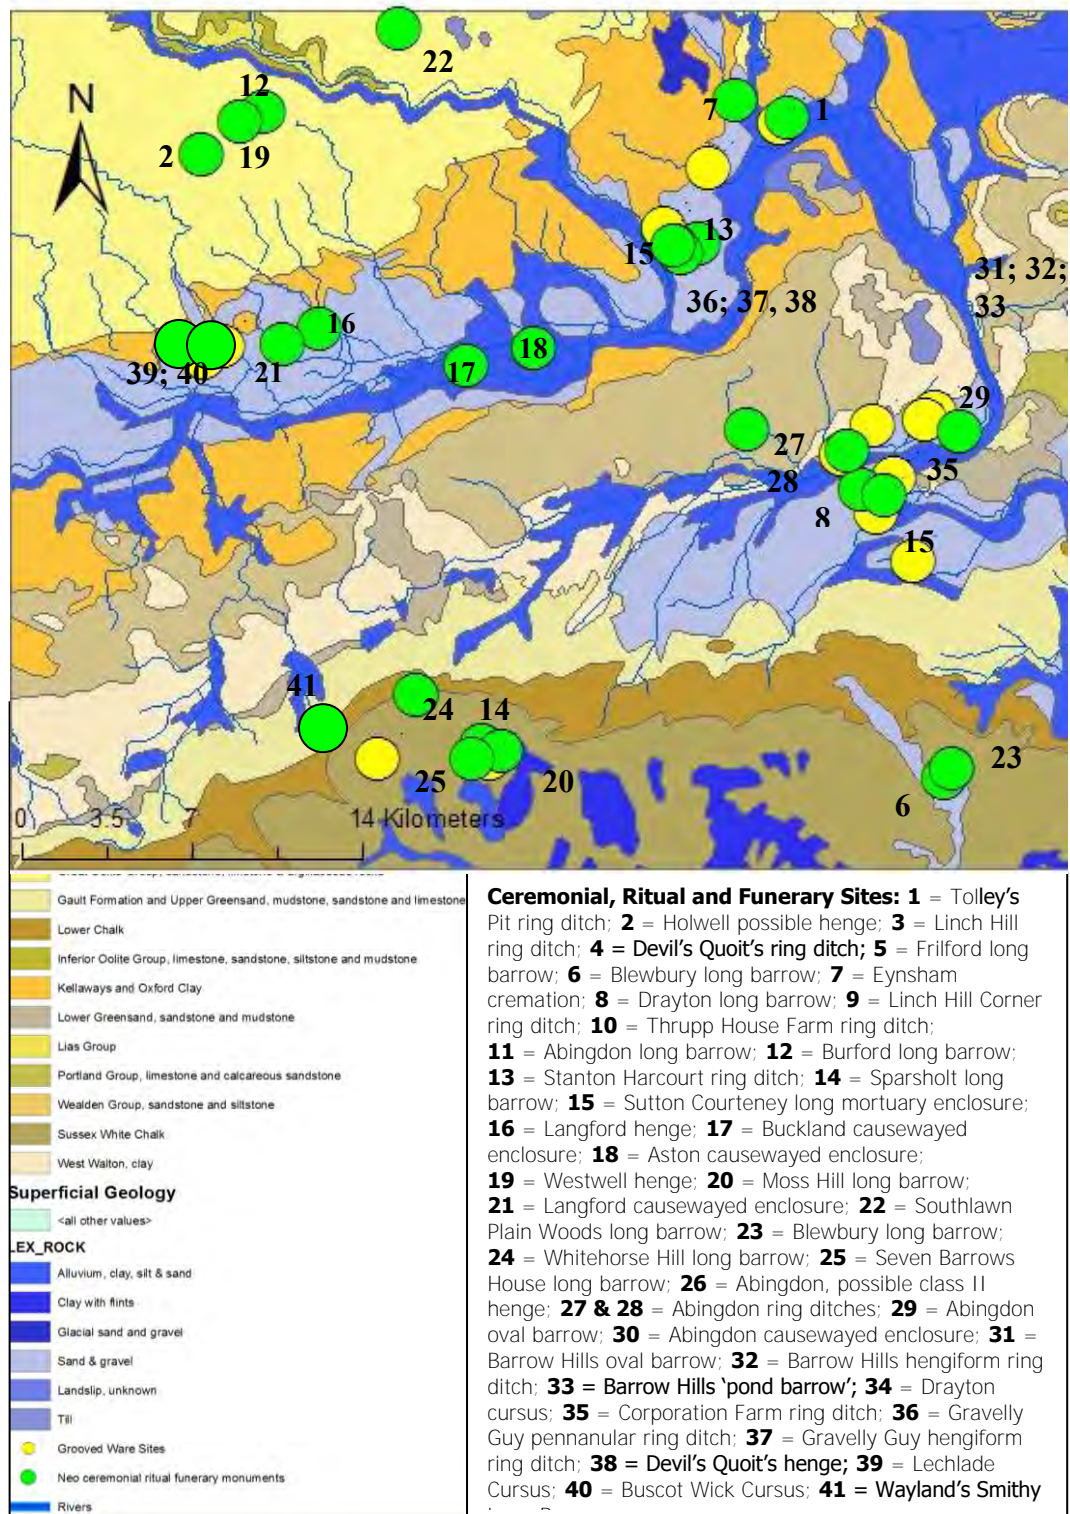 22
12
N
7
1
2
19
13
15
31; 32;
36; 37, 38
33
16
18
39; 40
21
17
29
27
28
35
8
15
41
24
14
25
20
23
6
0 3.5 7 14 Kilometers
Gault Formation and Upper Greensand, mudstone, sandstone and limestone
Lower Chalk
Inferior Oolite Group, limestone, sandstone, siltstone and mudstone
Kellaways and Oxford Clay
Lower Greensand, sandstone and mudstone
Lias Group
Portland Group, limestone and calcareous sandstone
Wealden Group, sandstone and siltstone
Sussex White Chalk
West Walton, clay
Superficial Geology
<all other values>
LEX_ROCK
Alluvium, clay, silt & sand
Clay with flints
Glacial sand and gravel
Sand & gravel
Landslip, unknown
Till
Grooved Ware Sites
Neo ceremonial ritual funerary monuments
Rivers
Ceremonial, Ritual and Funerary Sites: 1 = Tolley's
Pit ring ditch; 2 = Holwell possible henge; 3 = Linch Hill
ring ditch; 4 = Devil's Quoit's ring ditch; 5 = Frilford long
barrow; 6 = Blewbury long barrow; 7 = Eynsham
cremation; 8 = Drayton long barrow; 9 = Linch Hill Corner
ring ditch; 10 = Thrupp House Farm ring ditch;
11 = Abingdon long barrow; 12 = Burford long barrow;
13 = Stanton Harcourt ring ditch; 14 = Sparsholt long
barrow; 15 = Sutton Courteney long mortuary enclosure;
16 = Langford henge; 17 = Buckland causewayed
enclosure; 18 = Aston causewayed enclosure;
19 = Westwell henge; 20 = Moss Hill long barrow;
21 = Langford causewayed enclosure; 22 = Southlawn
Plain Woods long barrow; 23 = Blewbury long barrow;
24 = Whitehorse Hill long barrow; 25 = Seven Barrows
House long barrow; 26 = Abingdon, possible class II
henge; 27 & 28 = Abingdon ring ditches; 29 = Abingdon
oval barrow; 30 = Abingdon causewayed enclosure; 31 =
Barrow Hills oval barrow; 32 = Barrow Hills hengiform ring
ditch; 33 = Barrow Hills 'pond barrow'; 34 = Drayton
cursus; 35 = Corporation Farm ring ditch; 36 = Gravelly
Guy pennanular ring ditch; 37 = Gravelly Guy hengiform
ring ditch; 38 = Devil's Quoit's henge; 39 = Lechlade
Cursus; 40 = Buscot Wick Cursus; 41 = Wayland's Smithy